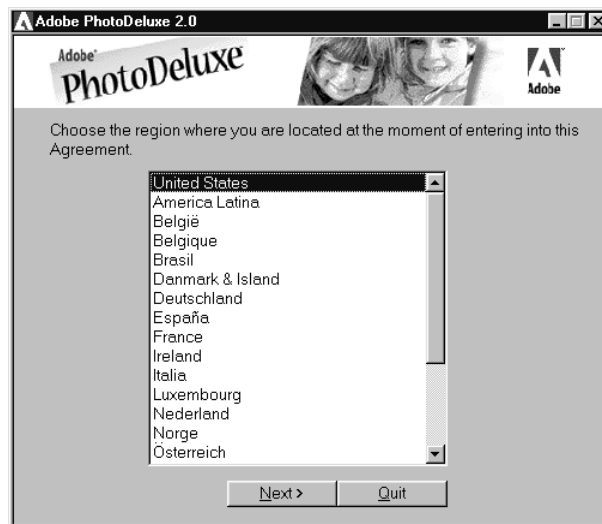 Adobe PhotoDeluxe 2.0
Adobe
PhotoDeluxe
Adobe
Choose the region where you are located at the moment of entering into this
Agreement.
United States
America Latina
België
Belgique
Brasil
Danmark & Island
Deutschland
España
France
Ireland
Italia
Luxembourg
Nederland
Norge
Österreich
Next >
Quit